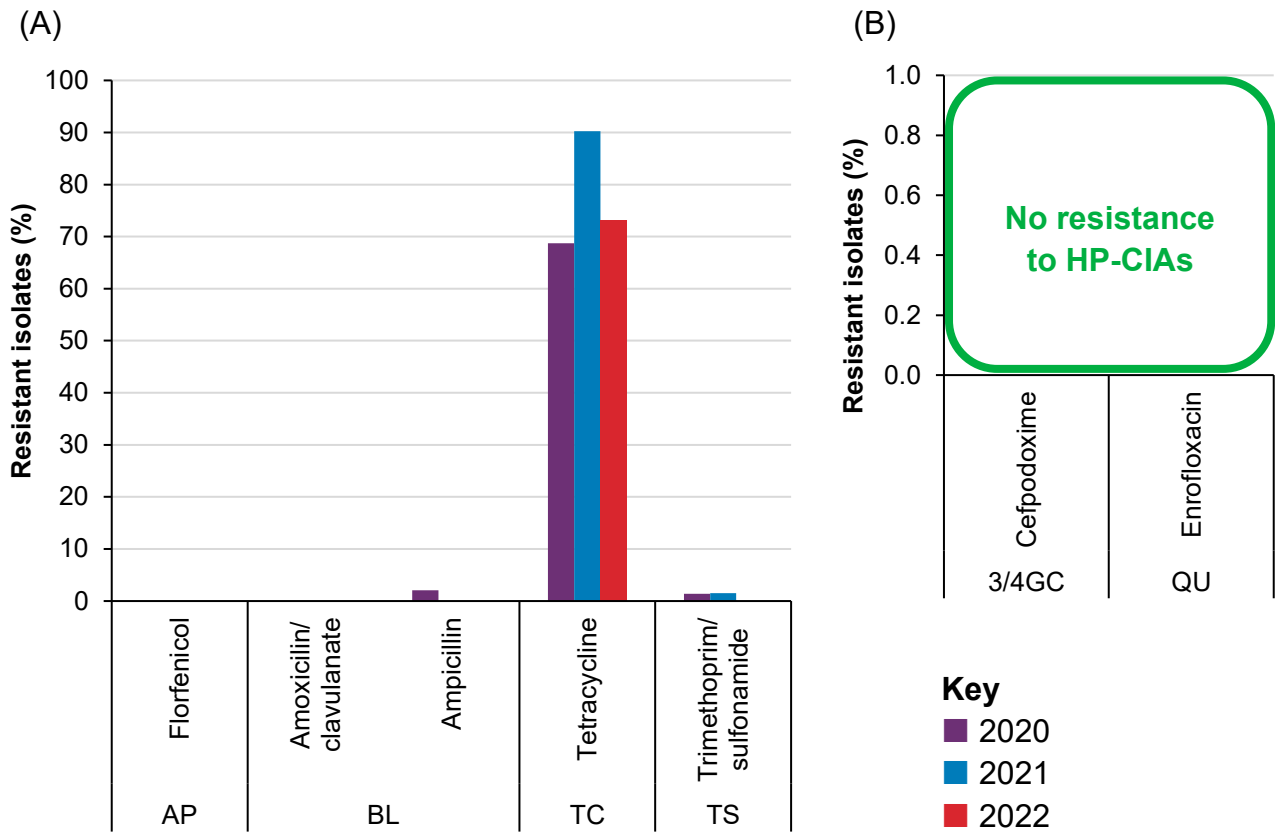 (A)
Resistant isolates (%)
100
90
80
70
60
50
40
30
20
10
0
Florfenicol
Amoxicilin/
clavulanate
Ampicillin
Tetracycline
Trimethoprim/
sulfonamide
AP
BL
TC
TS
(B)
Resistant isolates (%)
1.0
0.8
0.6
0.4
0.2
0.0
No resistance
to HP-CIAs
Cefpodoxime
Enrofloxacin
3/4GC
QU
Key
2020
2021
2022